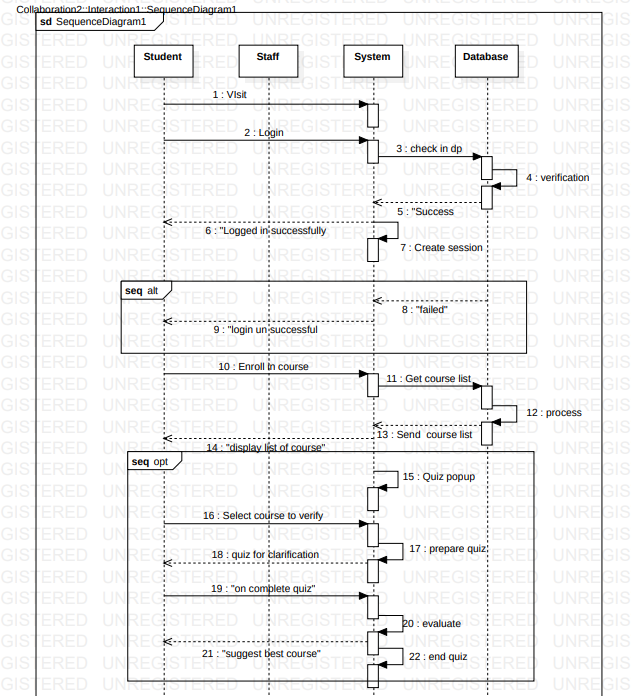 Collaboration2::Interaction1::SequenceDiagram1
sd SequenceDiagram1
Student Staff System Database
1 : VIsit
2 : Login
3 : check in dp
4 : verification
5 : "Success
6 : "Logged in successfully
7 : Create session
seq alt
8 : "failed"
9 : "login un successful
10 : Enroll in course
11 : Get course list
12 : process
13 : Send course list
14 : "display list of course"
seq opt
15 : Quiz popup
16 : Select course to verify
17 : prepare quiz
18 : quiz for clarification
19 : "on complete quiz"
20 : evaluate
21 : "suggest best course"
22 : end quiz
UNREGISTERED